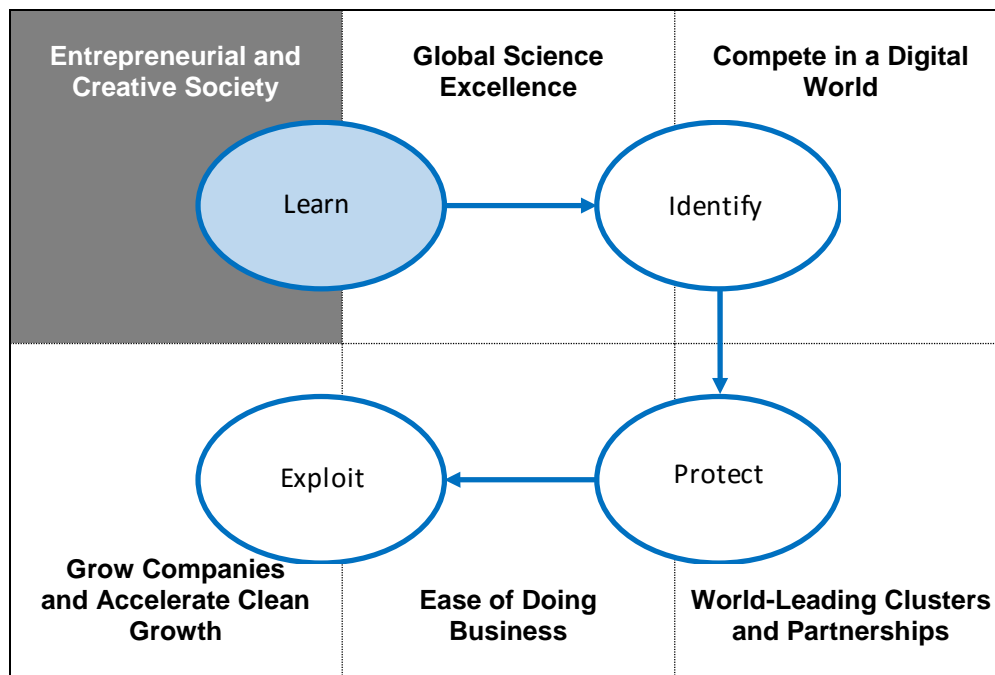 Entrepreneurial and
Creative Society
Global Science
Excellence
Compete in a Digital
World
Learn
Identify
Exploit
Protect
Grow Companies
and Accelerate Clean
Growth
Ease of Doing
Business
World-Leading Clusters
and Partnerships